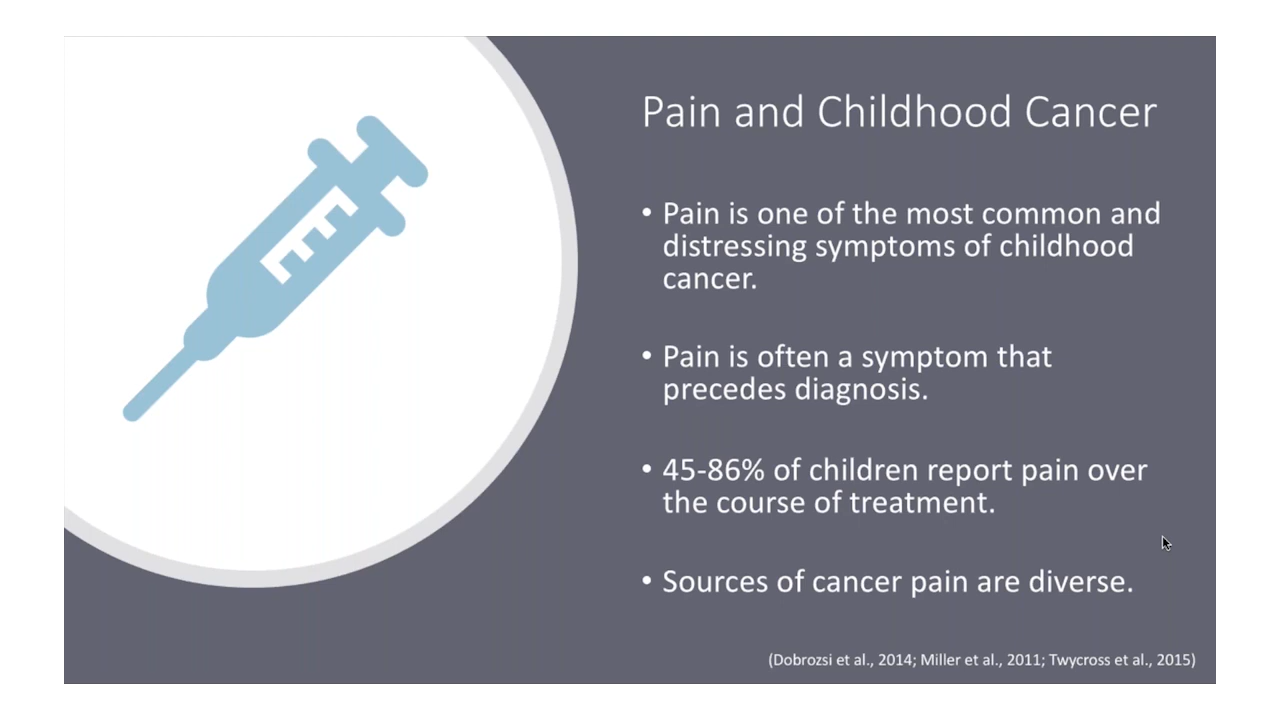 Pain and Childhood Cancer
• Pain is one of the most common and
distressing symptoms of childhood
cancer.
• Pain is often a symptom that
precedes diagnosis.
• 45-86% of children report pain over
the course of treatment.
• Sources of cancer pain are diverse.
(Dobrozsi et al., 2014; Miller et al., 2011; Twycross et al., 2015)